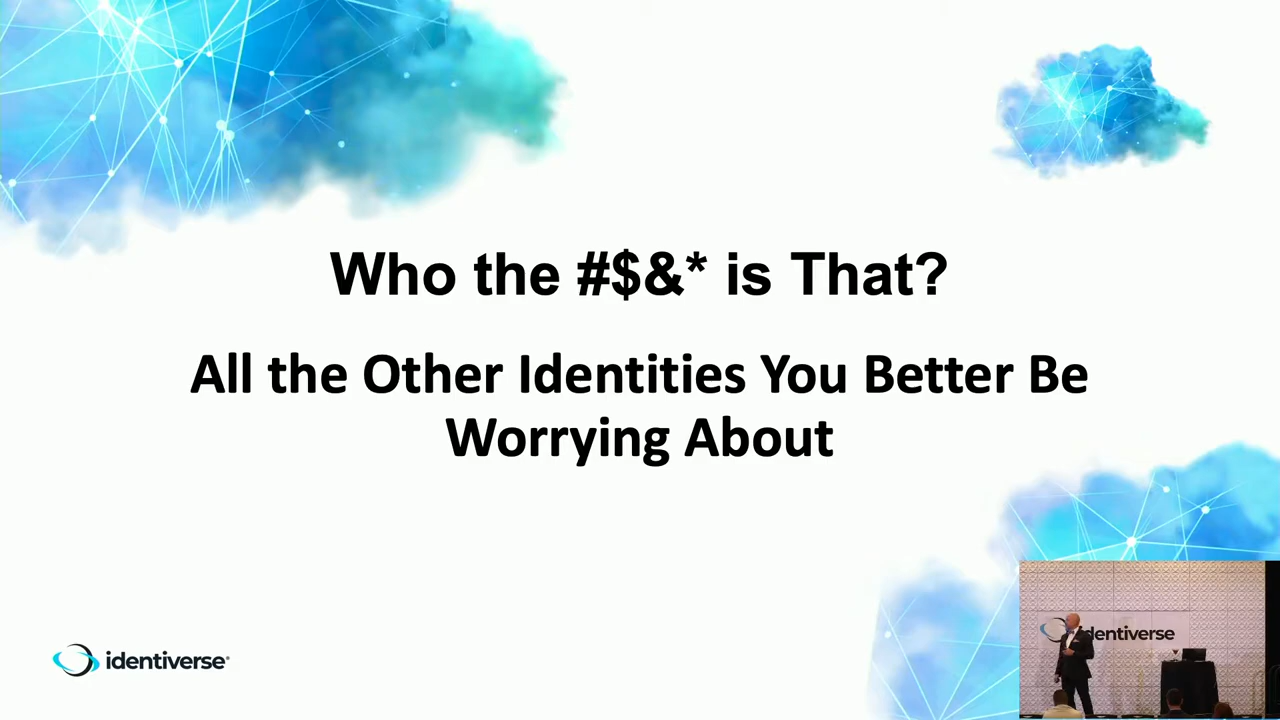 Who the #$&* is That?
All the Other Identities You Better Be
Worrying About
identiverse®
identiverse